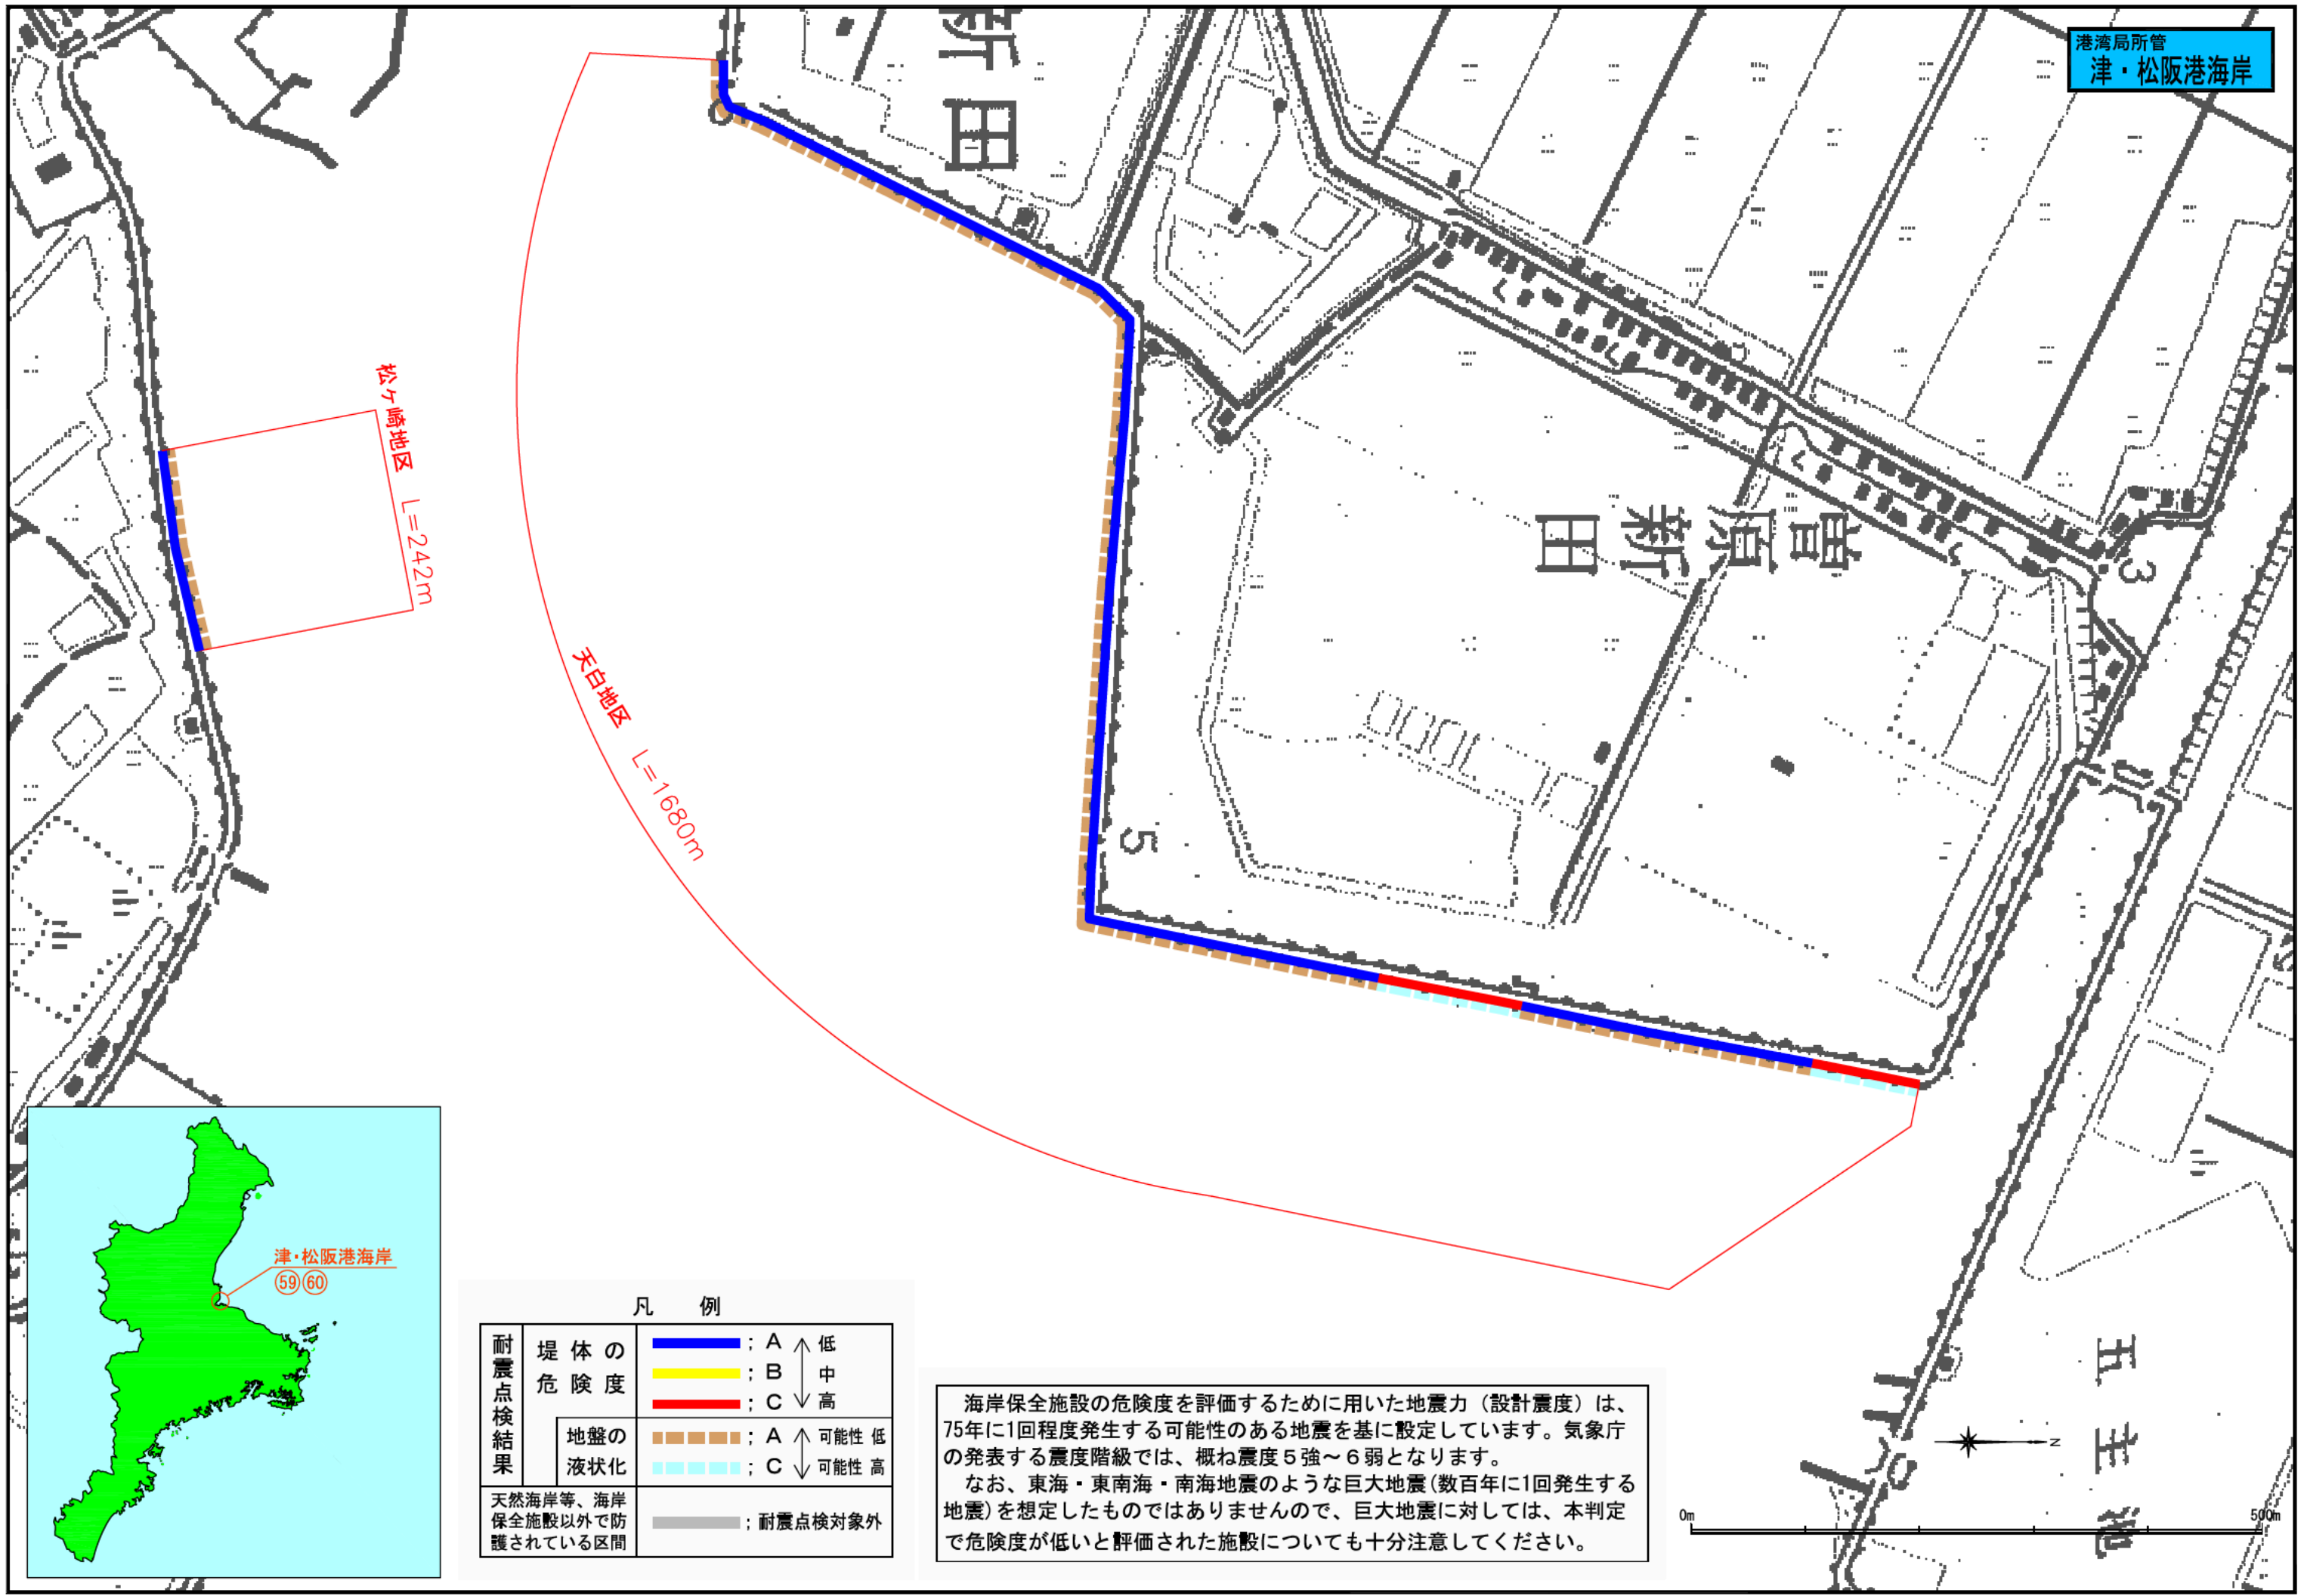 港湾局所管
津・松阪港海岸
新田
松ヶ崎地区　L=242m
天白地区　L=1680m
曽原新田
3
5
五主池
津・松阪港海岸
59 60
凡　例
耐震点検結果
堤体の危険度
; A 低
; B 中
; C 高
地盤の液状化
; A 可能性 低
; C 可能性 高
天然海岸等、海岸
保全施設以外で防
護されている区間
; 耐震点検対象外
海岸保全施設の危険度を評価するために用いた地震力（設計震度）は、
75年に1回程度発生する可能性のある地震を基に設定しています。気象庁
の発表する震度階級では、概ね震度５強～６弱となります。
なお、東海・東南海・南海地震のような巨大地震(数百年に1回発生する
地震)を想定したものではありませんので、巨大地震に対しては、本判定
で危険度が低いと評価された施設についても十分注意してください。
N
0m
500m